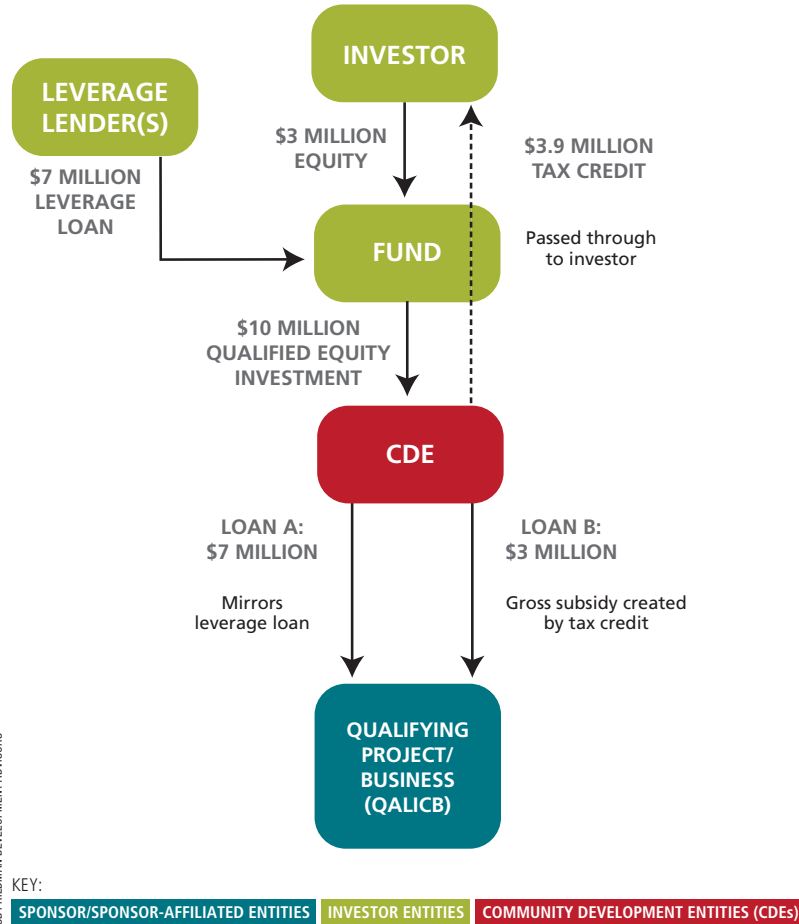 INVESTOR
LEVERAGE
LENDER(S)
$3 MILLION
EQUITY
$3.9 MILLION
TAX CREDIT
$7 MILLION
LEVERAGE
LOAN
Passed through
to investor
FUND
$10 MILLION
QUALIFIED EQUITY
INVESTMENT
CDE
LOAN A:
$7 MILLION
LOAN B:
$3 MILLION
Mirrors
leverage loan
Gross subsidy created
by tax credit
QUALIFYING
PROJECT/
BUSINESS
(QALICB)
KEY:
SPONSOR/SPONSOR-AFFILIATED ENTITIES
INVESTOR ENTITIES
COMMUNITY DEVELOPMENT ENTITIES (CDEs)